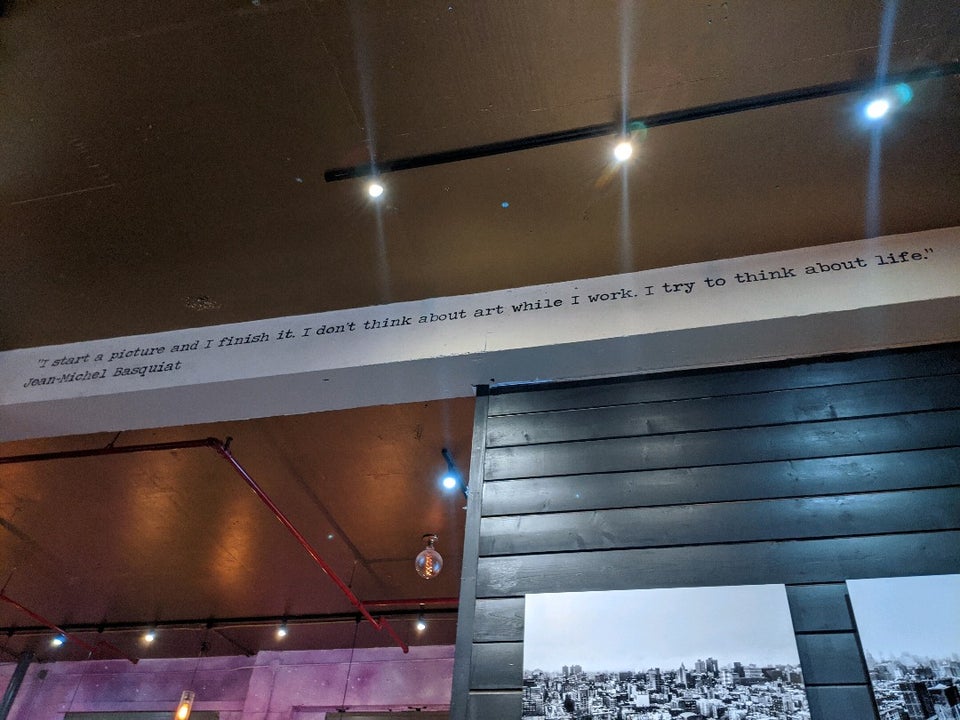 "I start a picture and I finish it. I don't think about art while I work. I try to think about life."
Jean-Michel Basquiat